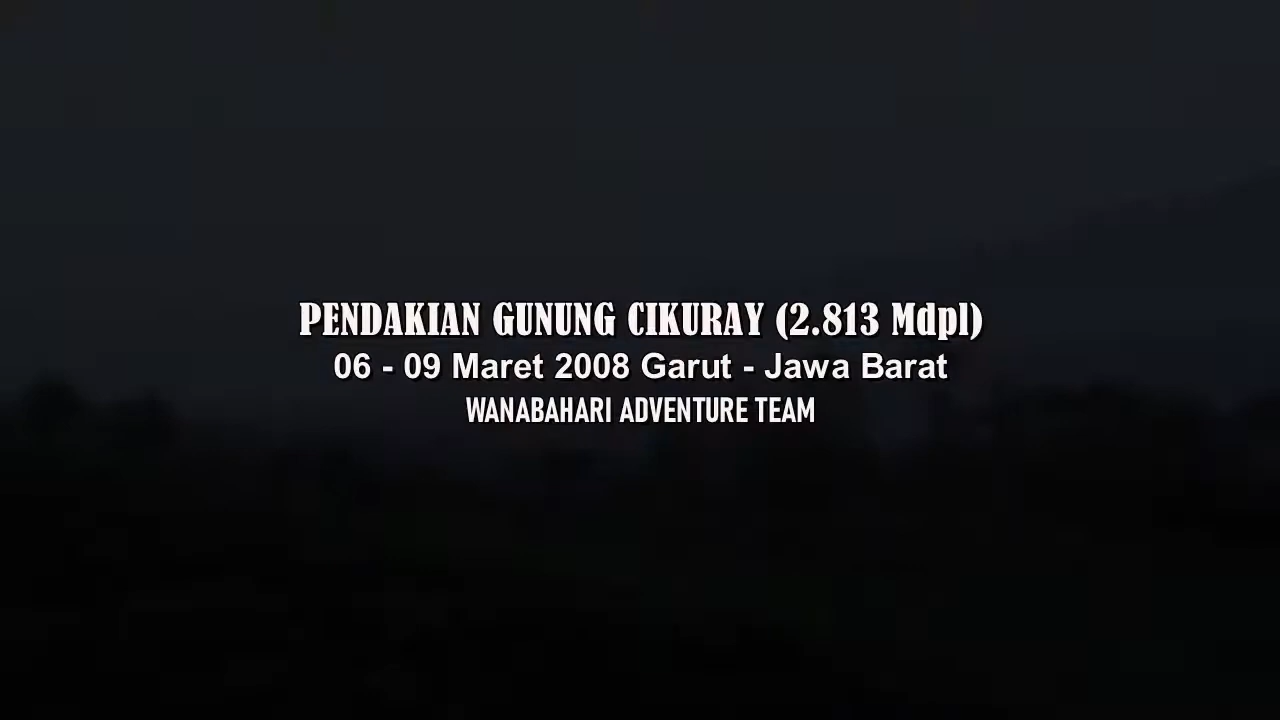 PENDAKIAN GUNUNG CIKURAY (2.813 Mdpl)
06 - 09 Maret 2008 Garut - Jawa Barat
WANABAHARI ADVENTURE TEAM